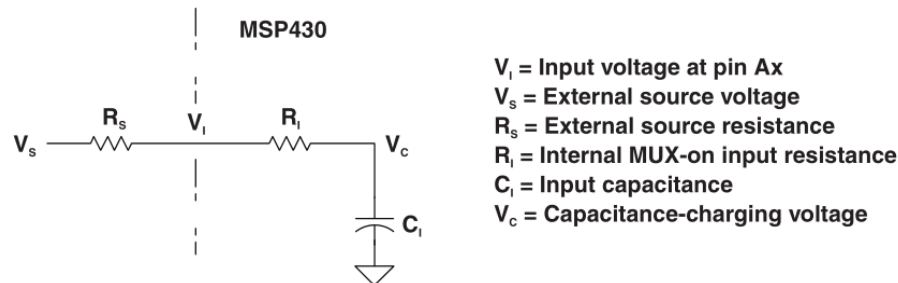 MSP430
V_S
R_S
V_I
R_I
V_C
C_I
V_I = Input voltage at pin Ax
V_S = External source voltage
R_S = External source resistance
R_I = Internal MUX-on input resistance
C_I = Input capacitance
V_C = Capacitance-charging voltage